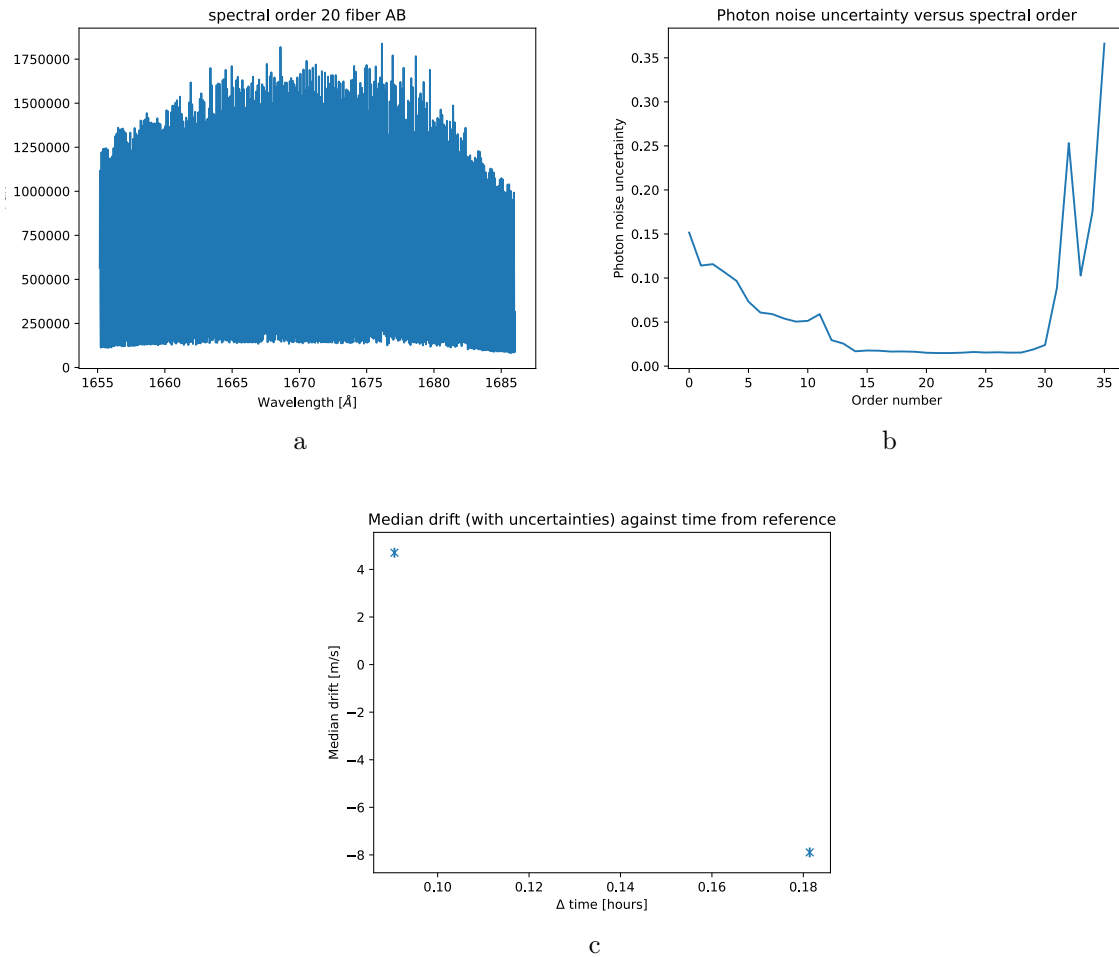 spectral order 20 fiber AB
1750000
1500000
1250000
1000000
750000
500000
250000
0
1655 1660 1665 1670 1675 1680 1685
Wavelength [Å]
a
Photon noise uncertainty versus spectral order
Photon noise uncertainty
0.35
0.30
0.25
0.20
0.15
0.10
0.05
0.00
0 5 10 15 20 25 30 35
Order number
b
Median drift (with uncertainties) against time from reference
Median drift [m/s]
4
2
0
−2
−4
−6
−8
0.10 0.12 0.14 0.16 0.18
Δ time [hours]
c